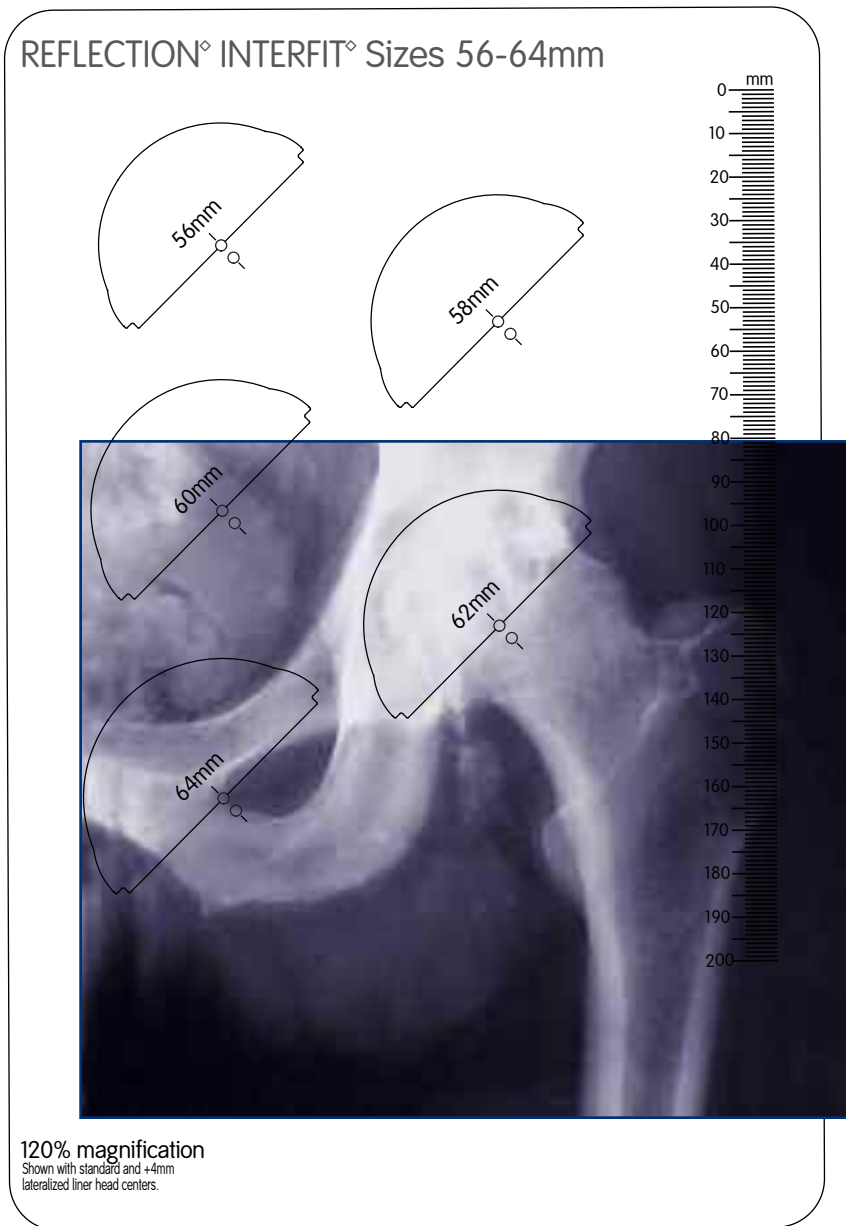 REFLECTION◊ INTERFIT◊ Sizes 56-64mm
mm
0
10
20
30
40
50
60
70
80
90
100
110
120
130
140
150
160
170
180
190
200
56mm
58mm
60mm
62mm
64mm
120% magnification
Shown with standard and +4mm
lateralized liner head centers.